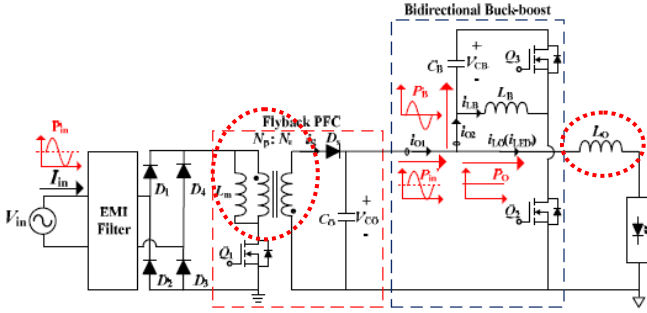 Bidirectional Buck-boost
Q3
CB
+
VCB
-
LB
iLB
PB
Flyback PFC
Np: Ns
is
Ds
iO1
iO2
iLO(iLED)
LO
Pin
Iin
D1
D4
Lm
Pin
PO
Vin
EMI
Filter
CO
+
VCO
-
Q1
Q2
D2
D3